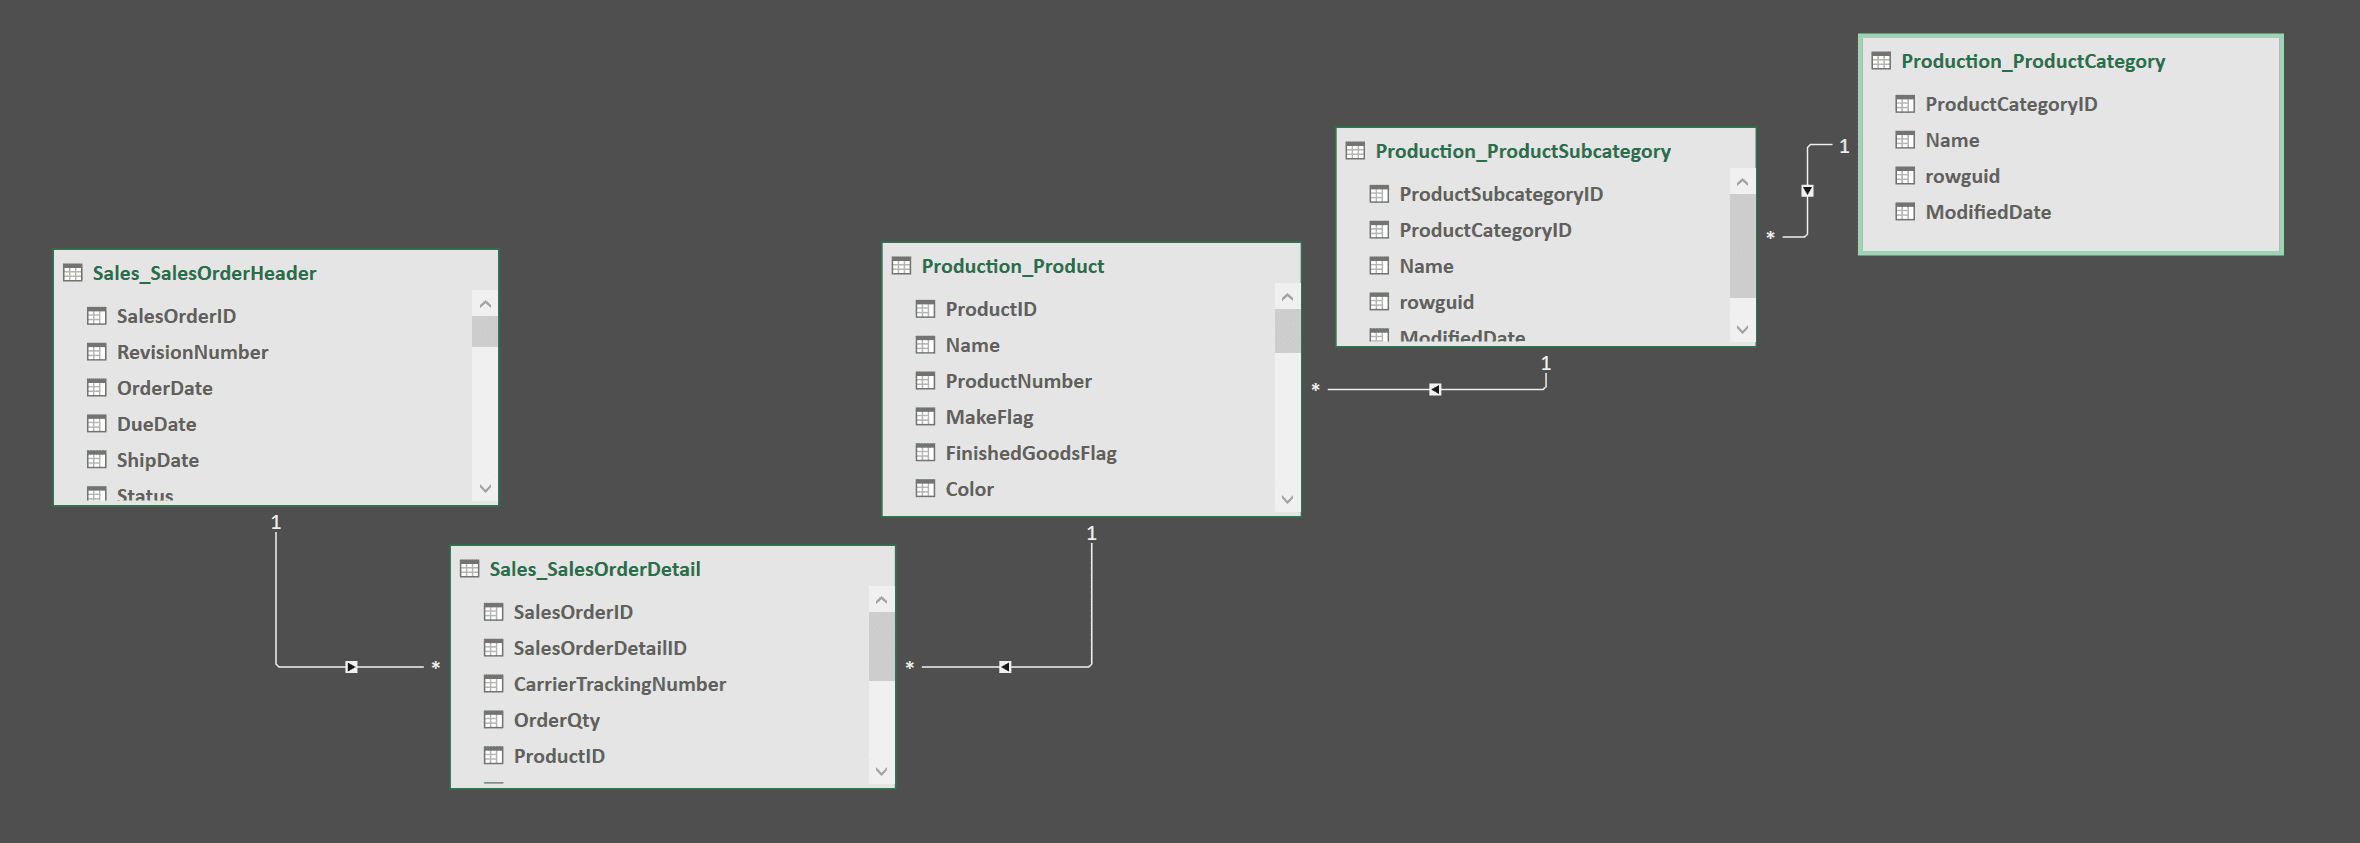 Sales_SalesOrderHeader
SalesOrderID
RevisionNumber
OrderDate
DueDate
ShipDate
Status
1
*
Sales_SalesOrderDetail
SalesOrderID
SalesOrderDetailID
CarrierTrackingNumber
OrderQty
ProductID
*
1
Production_Product
ProductID
Name
ProductNumber
MakeFlag
FinishedGoodsFlag
Color
*
1
Production_ProductSubcategory
ProductSubcategoryID
ProductCategoryID
Name
rowguid
ModifiedDate
*
1
Production_ProductCategory
ProductCategoryID
Name
rowguid
ModifiedDate